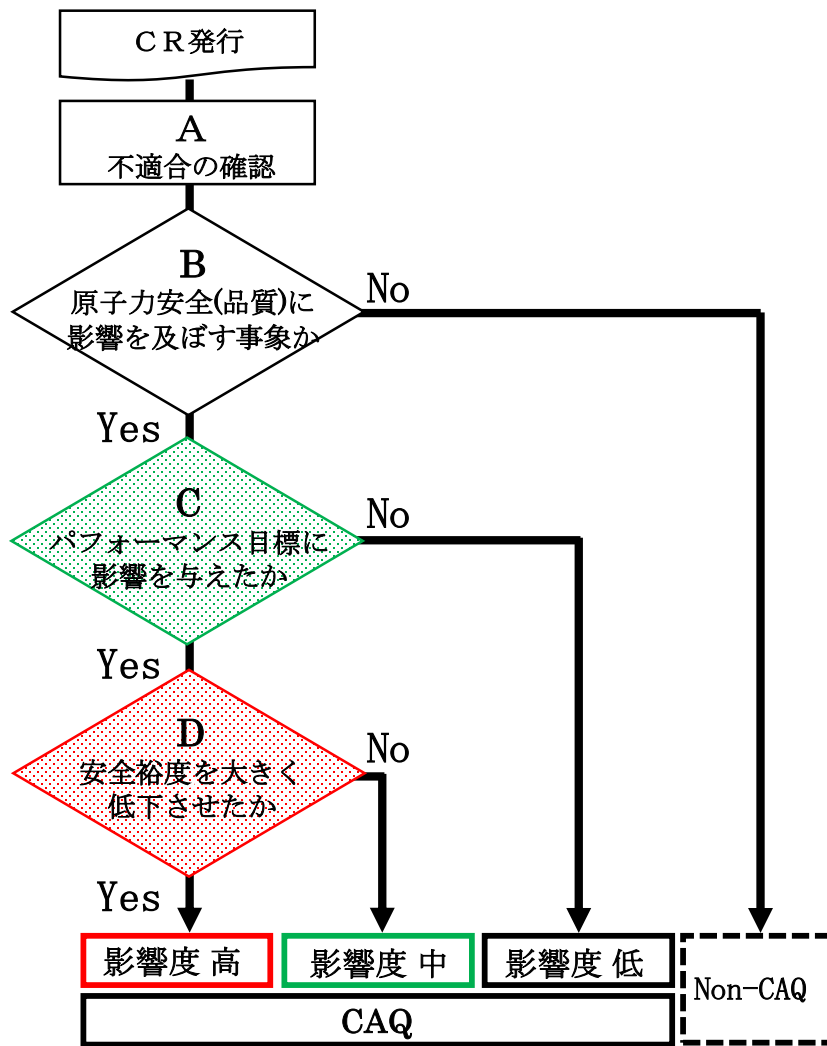 ＣＲ発行
A
不適合の確認
B
原子力安全(品質)に
影響を及ぼす事象か
No
Yes
C
パフォーマンス目標に
影響を与えたか
No
Yes
D
安全裕度を大きく
低下させたか
No
Yes
影響度 高
影響度 中
影響度 低
Non-CAQ
CAQ